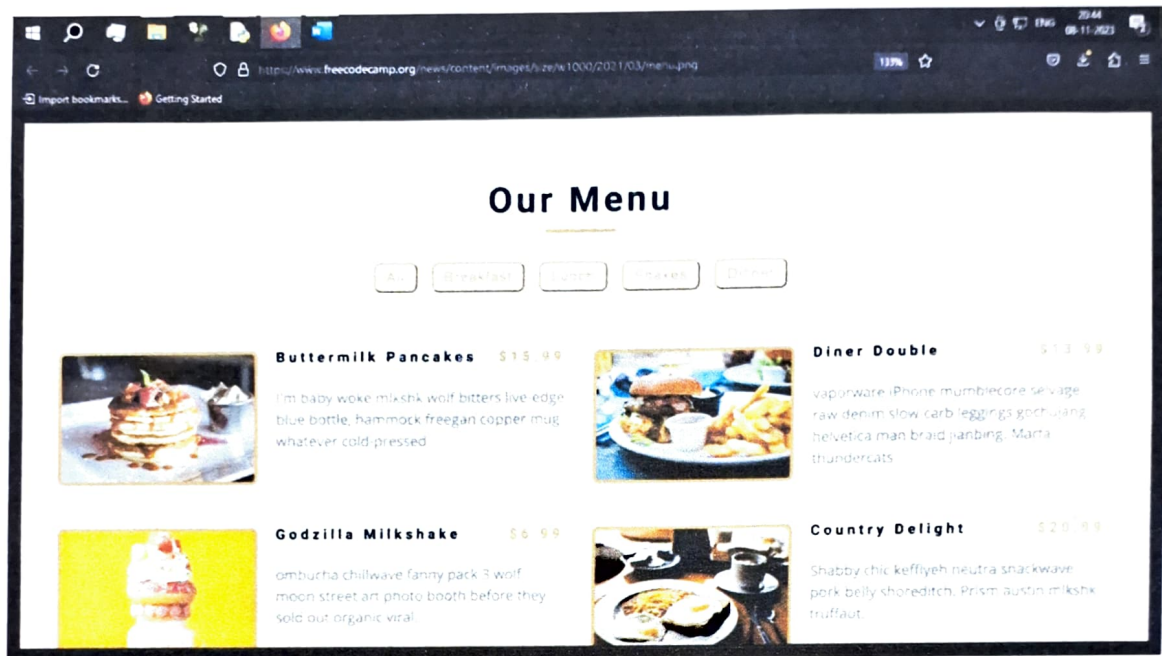 ENG
20:44
08-11-2023
https://www.freecodecamp.org/news/content/images/size/w1000/2021/03/menu.png
133%
Import bookmarks...
Getting Started
Our Menu
All
Breakfast
Lunch
Shakes
Dinner
Buttermilk Pancakes $15.99
I'm baby woke mlkshk wolf bitters live edge
blue bottle, hammock freegan copper mug
whatever cold-pressed
Diner Double $13.99
vaporware iPhone mumblecore selvage
raw denim slow carb leggings gochujang
helvetica man braid jianbing. Marfa
thundercats
Godzilla Milkshake $6.99
ombucha chillwave fanny pack 3 wolf
moon street art photo booth before they
sold out organic viral.
Country Delight $20.99
Shabby chic keffiyeh neutra snackwave
pork belly shoreditch. Prism austin mlkshk
truffaut.